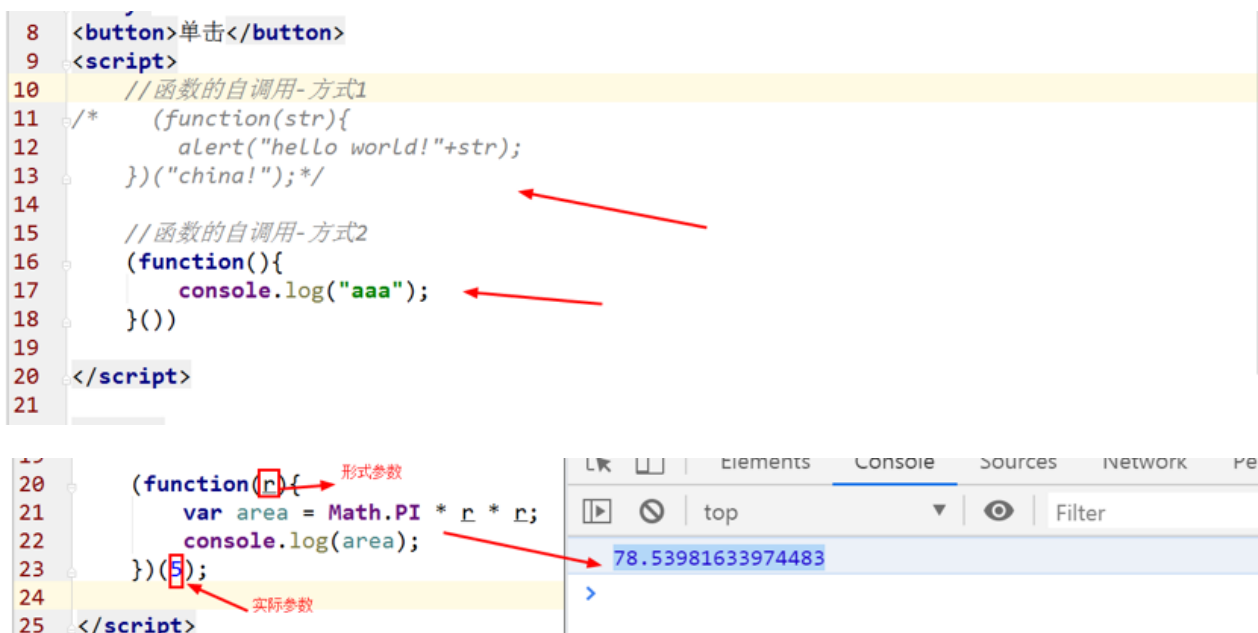 8 <button>单击</button>
9 <script>
10 //函数的自调用-方式1
11 /* (function(str){
12 alert("hello world!"+str);
13 })("china!");*/
14
15 //函数的自调用-方式2
16 (function(){
17 console.log("aaa");
18 }())
19
20 </script>
21
20 (function(r){ 形式参数
21 var area = Math.PI * r * r;
22 console.log(area);
23 })(5);
24 实际参数
25 </script>
Elements Console Sources Network Pe
top Filter
78.53981633974483
>